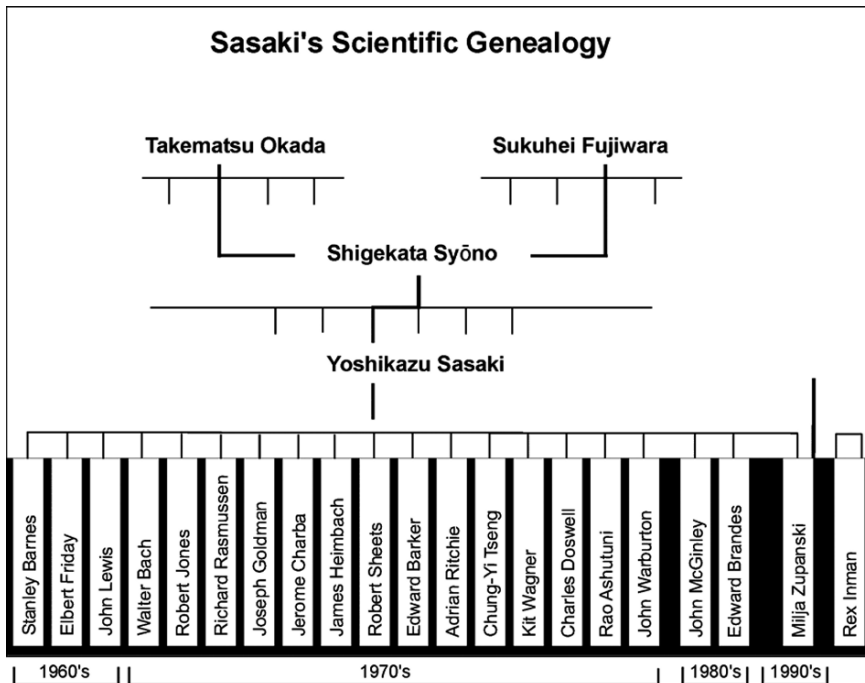 Sasaki's Scientific Genealogy
Takematsu Okada
Sukuhei Fujiwara
Shigekata Syōno
Yoshikazu Sasaki
Stanley Barnes
Elbert Friday
John Lewis
Walter Bach
Robert Jones
Richard Rasmussen
Joseph Goldman
Jerome Charba
James Heimbach
Robert Sheets
Edward Barker
Adrian Ritchie
Chung-Yi Tseng
Kit Wagner
Charles Doswell
Rao Ashutuni
John Warburton
John McGinley
Edward Brandes
Milja Zupanski
Rex Inman
1960's
1970's
1980's
1990's